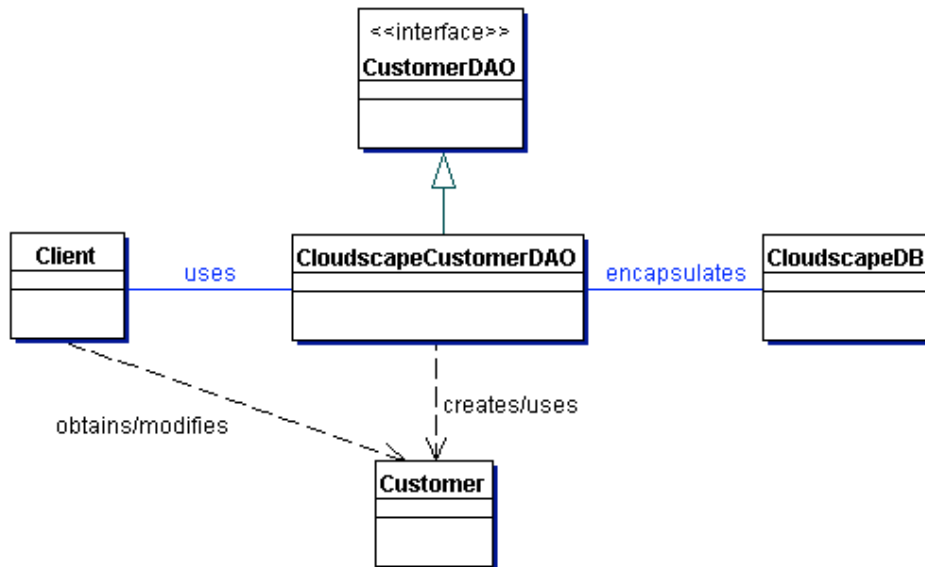 <<interface>>
CustomerDAO
Client
uses
CloudscapeCustomerDAO
encapsulates
CloudscapeDB
obtains/modifies
creates/uses
Customer